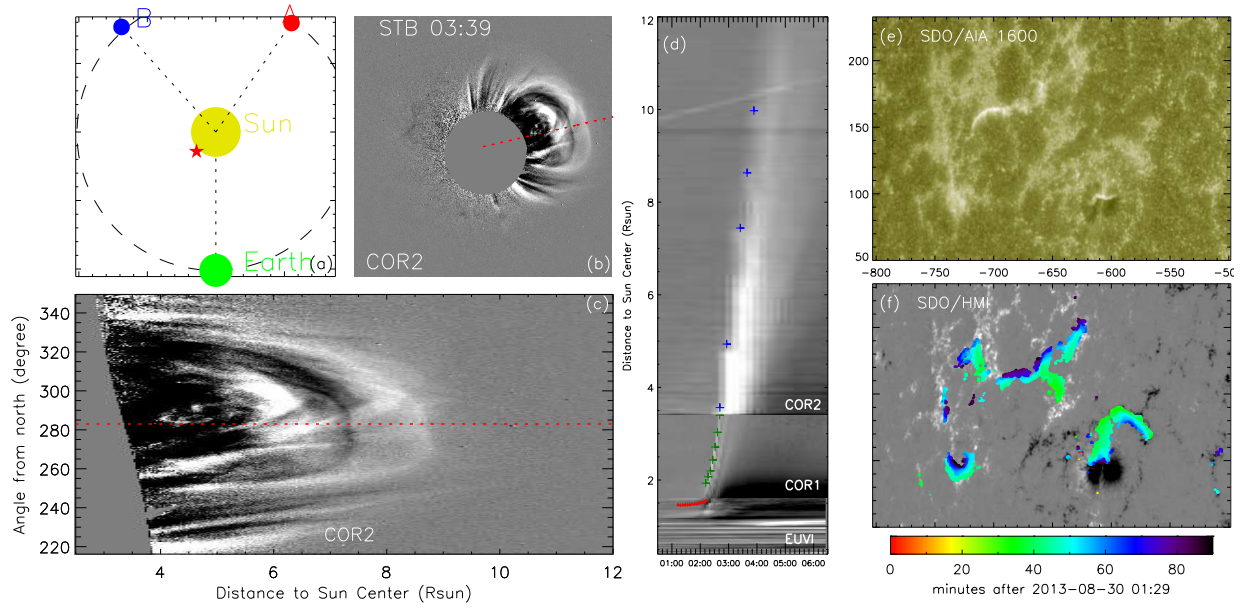 B
A
Sun
Earth
(a)
STB 03:39
COR2
(b)
(c)
COR2
Angle from north (degree)
340
320
300
280
260
240
220
4
6
8
10
12
Distance to Sun Center (Rsun)
(d)
Distance to Sun Center (Rsun)
12
10
8
6
4
2
COR2
COR1
EUVI
01:00
02:00
03:00
04:00
05:00
06:00
(e) SDO/AIA 1600
200
150
100
50
-800
-750
-700
-650
-600
-550
-500
(f) SDO/HMI
0
20
40
60
80
minutes after 2013-08-30 01:29